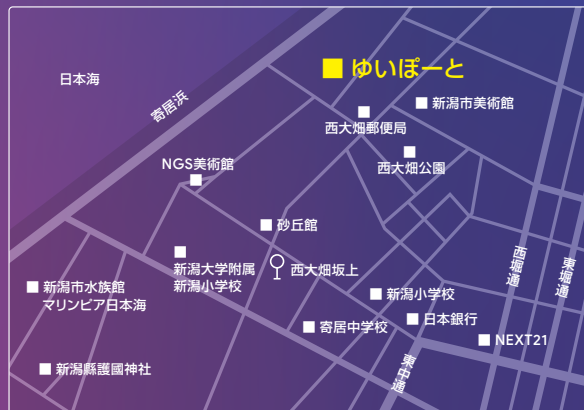 ゆいぽーと
日本海
寄居浜
新潟市美術館
西大畑郵便局
西大畑公園
NGS美術館
砂丘館
新潟大学附属
新潟小学校
西大畑坂上
西堀通
東堀通
新潟市水族館
マリンピア日本海
新潟小学校
日本銀行
寄居中学校
NEXT21
東中通
新潟縣護國神社